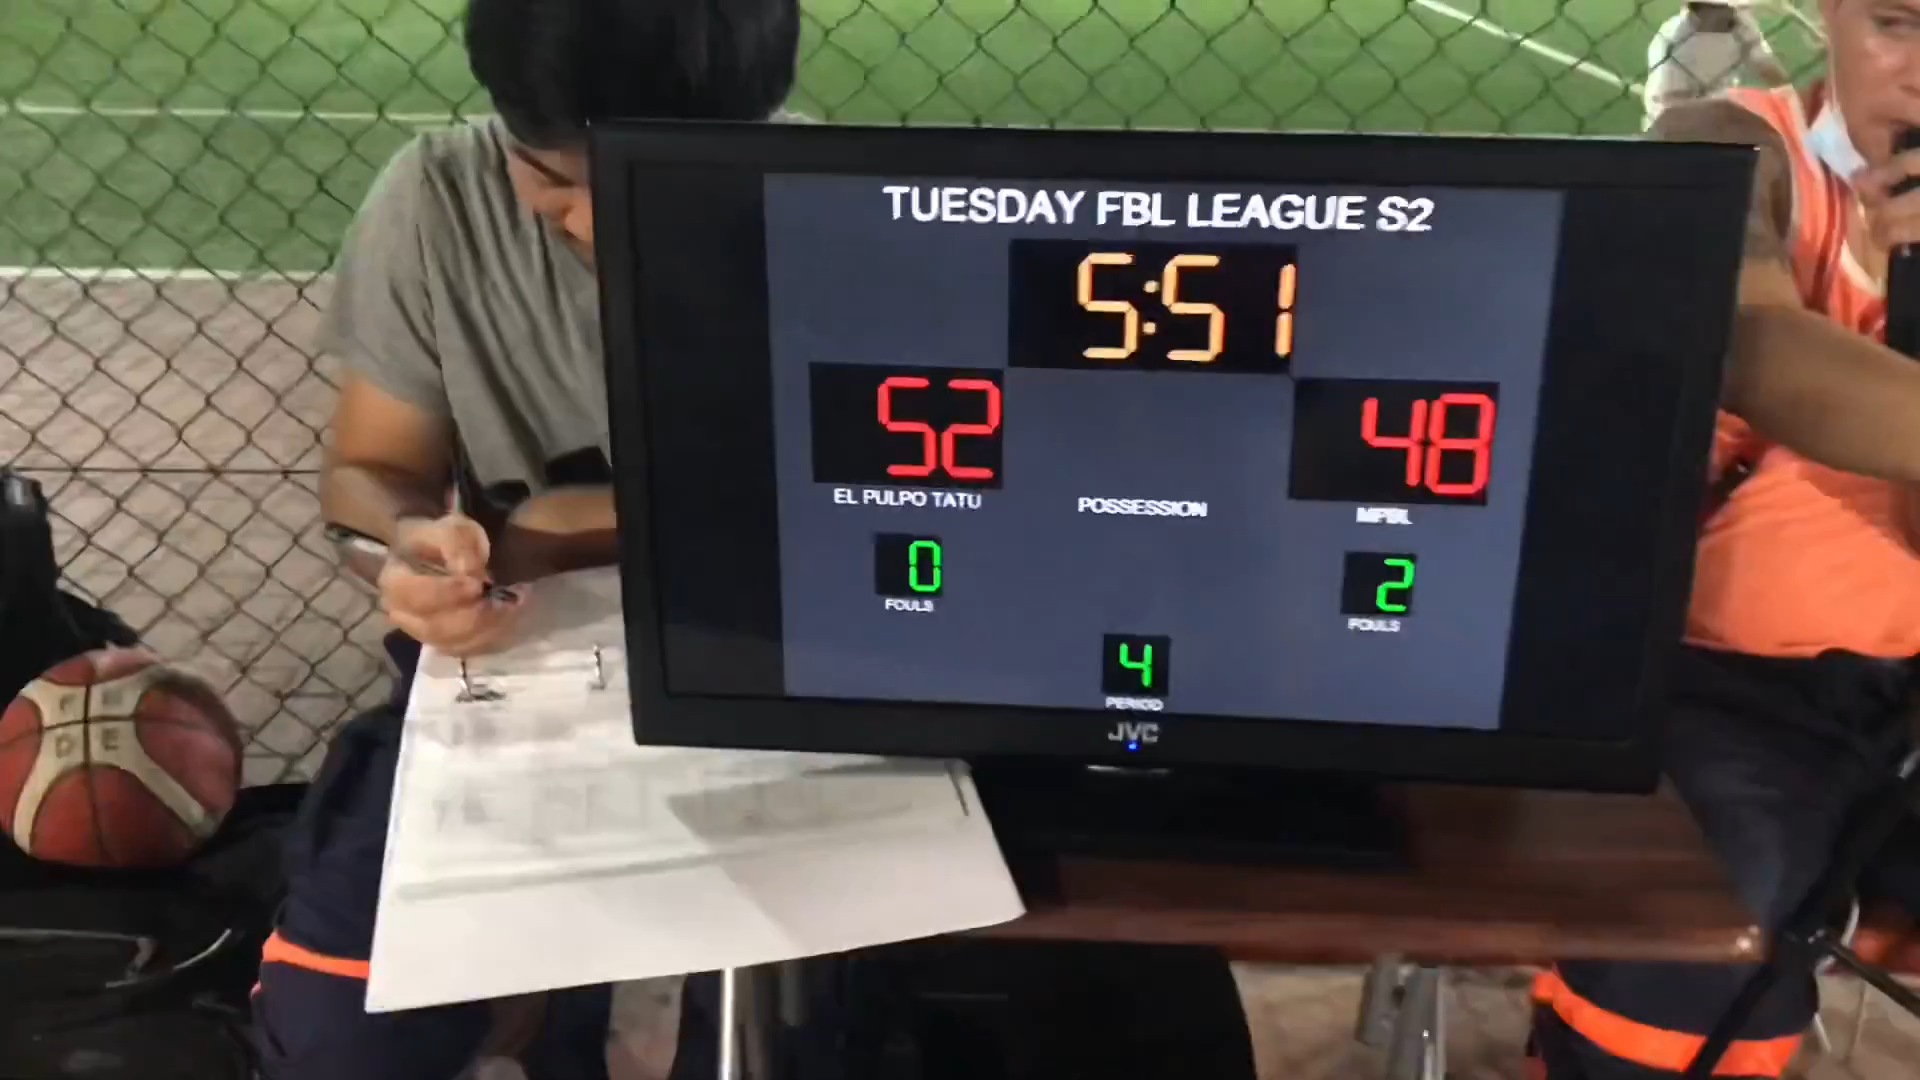 TUESDAY FBL LEAGUE S2
5:51
52
48
EL PULPO TATU
POSSESSION
MPBL
0
2
FOULS
FOULS
4
PERIOD
JVC